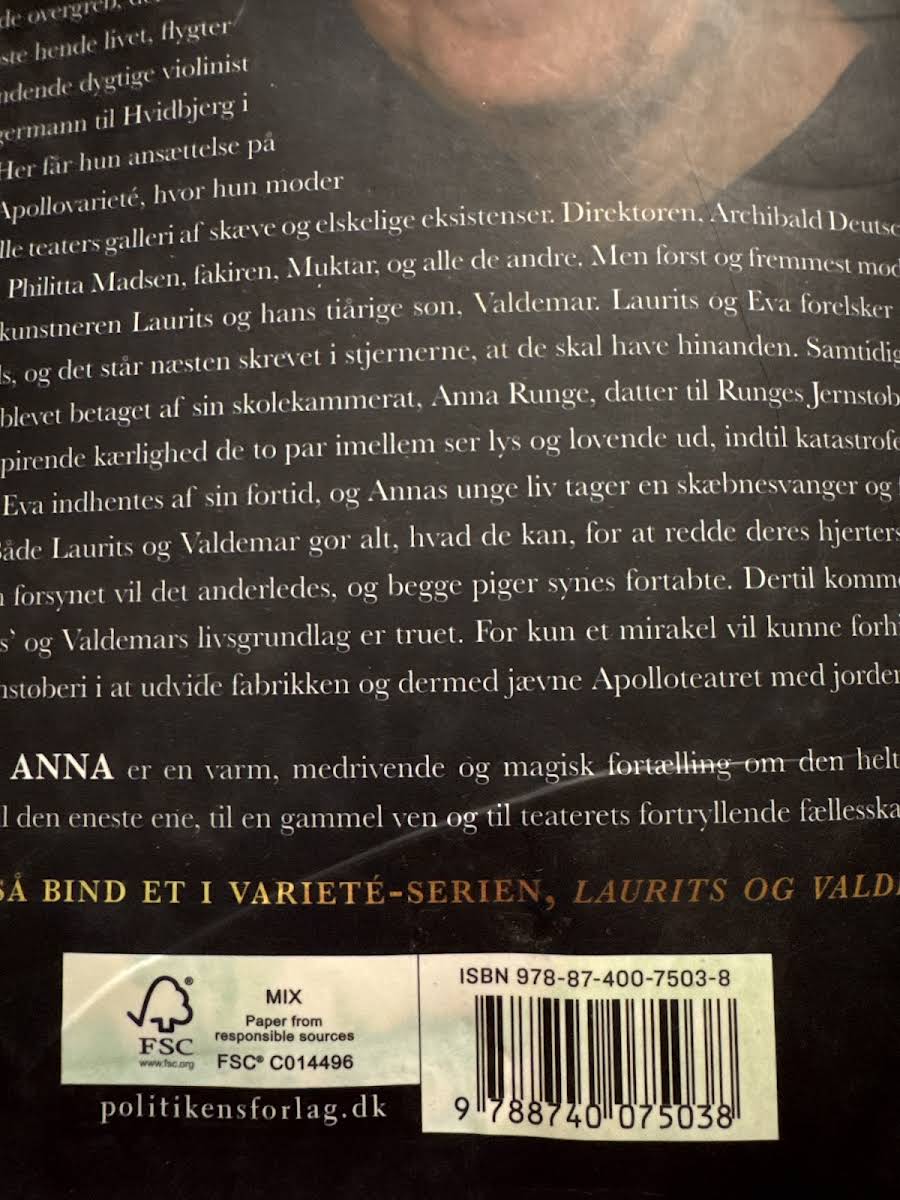 de overgreb, de
ste hende livet, flygter
ndende dygtige violinist
germann til Hvidbjerg i
Her får hun ansættelse på
Apollovarieté, hvor hun møder
lle teaters galleri af skæve og elskelige eksistenser. Direktøren, Archibald Deutsc
Philitta Madsen, fakiren, Muktar, og alle de andre. Men først og fremmest mød
kunstneren Laurits og hans tiårige søn, Valdemar. Laurits og Eva forelsker
ls, og det står næsten skrevet i stjernerne, at de skal have hinanden. Samtidig
blevet betaget af sin skolekammerat, Anna Runge, datter til Runges Jernstøb
pirende kærlighed de to par imellem ser lys og lovende ud, indtil katastrofe
Eva indhentes af sin fortid, og Annas unge liv tager en skæbnesvanger og
åde Laurits og Valdemar gør alt, hvad de kan, for at redde deres hjerters
n forsynet vil det anderledes, og begge piger synes fortabte. Dertil komme
s' og Valdemars livsgrundlag er truet. For kun et mirakel vil kunne forhi
nstøberi i at udvide fabrikken og dermed jævne Apolloteatret med jorden
ANNA er en varm, medrivende og magisk fortælling om den helt
l den eneste ene, til en gammel ven og til teaterets fortryllende fællesska
SÅ BIND ET I VARIETÉ-SERIEN, LAURITS OG VALD
FSC®
www.fsc.org
MIX
Paper from
responsible sources
FSC® C014496
politikensforlag.dk
ISBN 978-87-400-7503-8
9 788740 075038